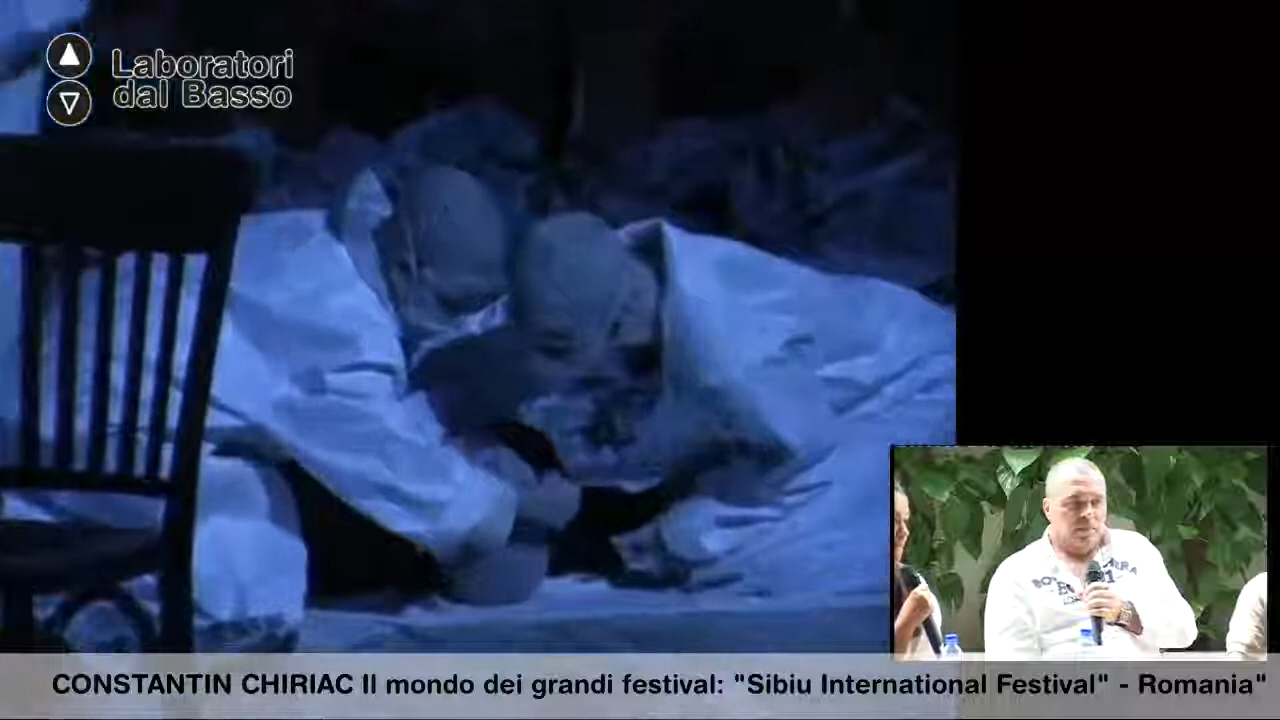 Laboratori
dal Basso
CONSTANTIN CHIRIAC Il mondo dei grandi festival: "Sibiu International Festival" - Romania"